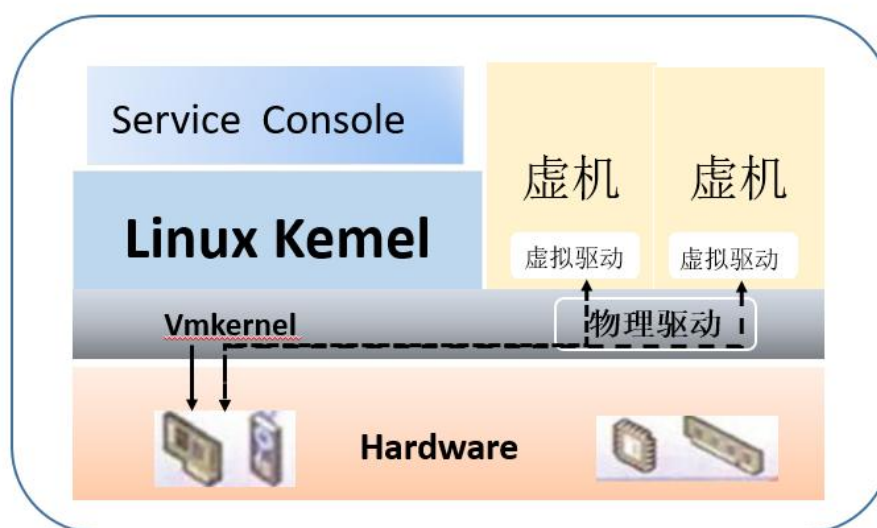 Service Console
虚机
虚机
Linux Kemel
虚拟驱动
虚拟驱动
Vmkernel
物理驱动
Hardware